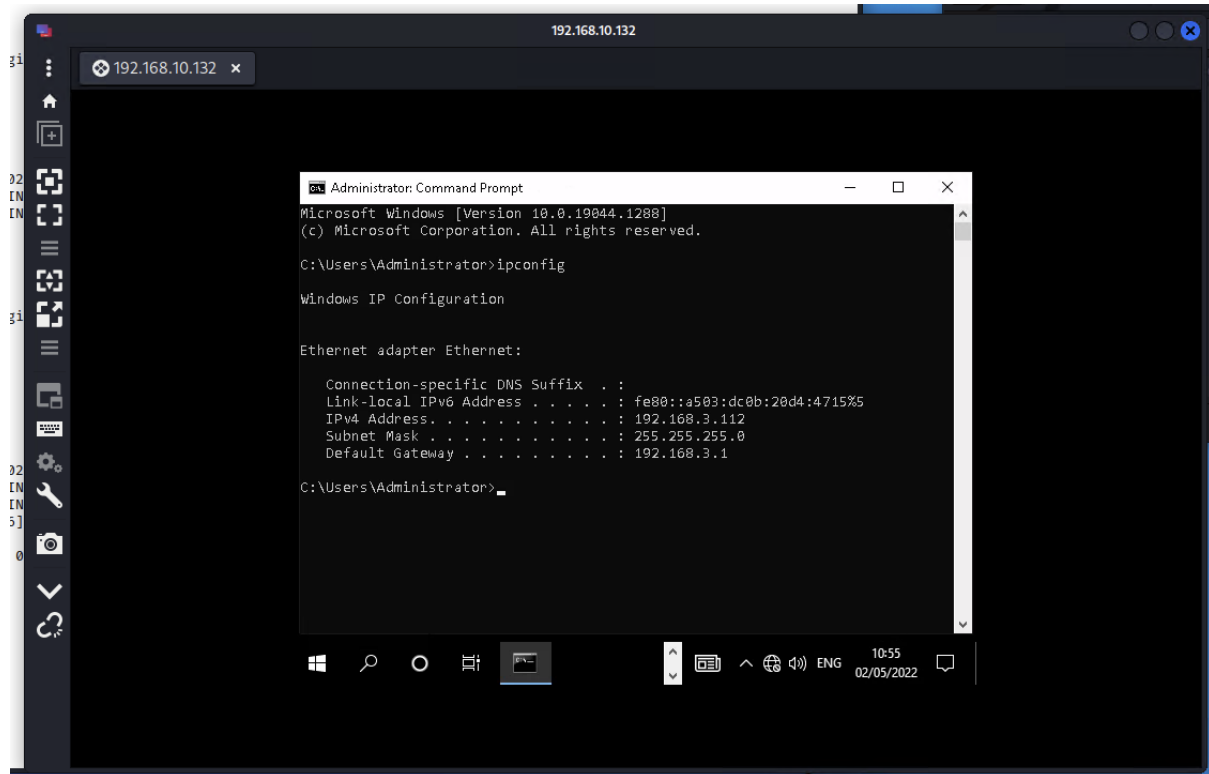 192.168.10.132
192.168.10.132
Administrator: Command Prompt
Microsoft Windows [Version 10.0.19044.1288]
(c) Microsoft Corporation. All rights reserved.
C:\Users\Administrator>ipconfig
Windows IP Configuration
Ethernet adapter Ethernet:
Connection-specific DNS Suffix . :
Link-local IPv6 Address . . . . . : fe80::a503:dc0b:20d4:4715%5
IPv4 Address. . . . . . . . . . . : 192.168.3.112
Subnet Mask . . . . . . . . . . . : 255.255.255.0
Default Gateway . . . . . . . . . : 192.168.3.1
C:\Users\Administrator>
ENG
10:55
02/05/2022